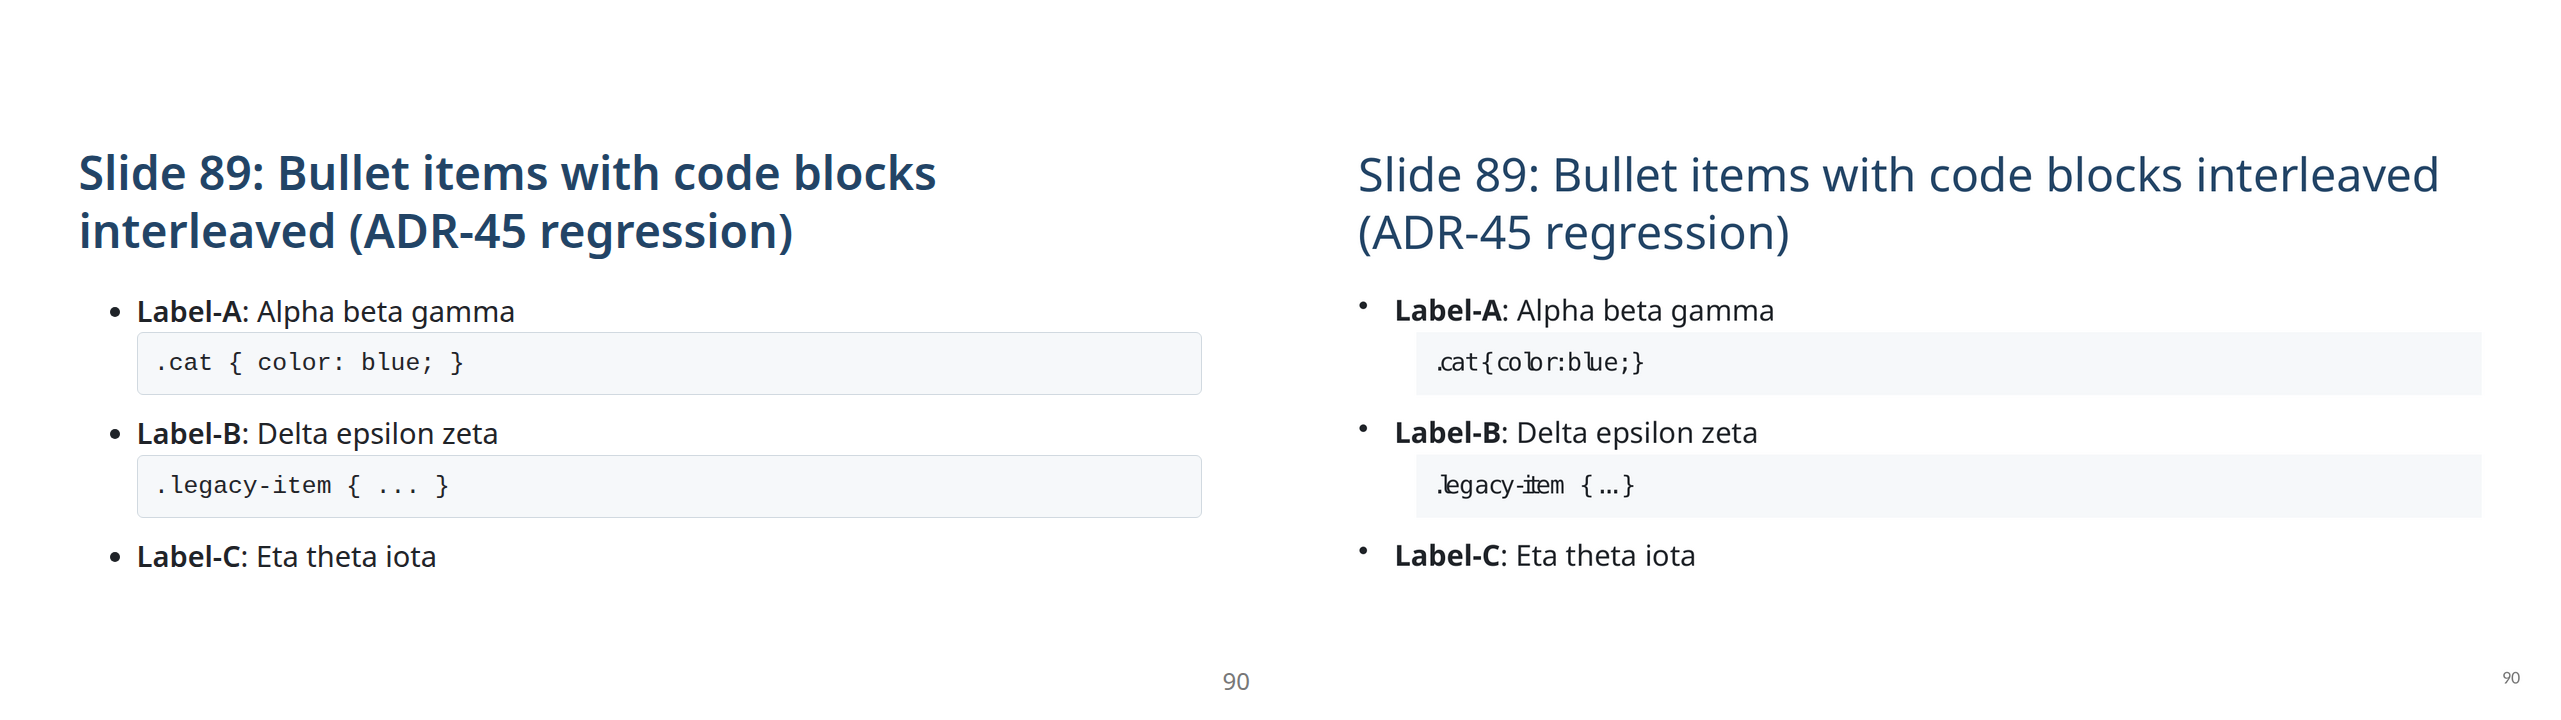 Slide 89: Bullet items with code blocks
interleaved (ADR-45 regression)
• Label-A: Alpha beta gamma
.cat { color: blue; }
• Label-B: Delta epsilon zeta
.legacy-item { ... }
• Label-C: Eta theta iota
90
Slide 89: Bullet items with code blocks interleaved
(ADR-45 regression)
• Label-A: Alpha beta gamma
.cat{color:blue;}
• Label-B: Delta epsilon zeta
.legacy-item {...}
• Label-C: Eta theta iota
90